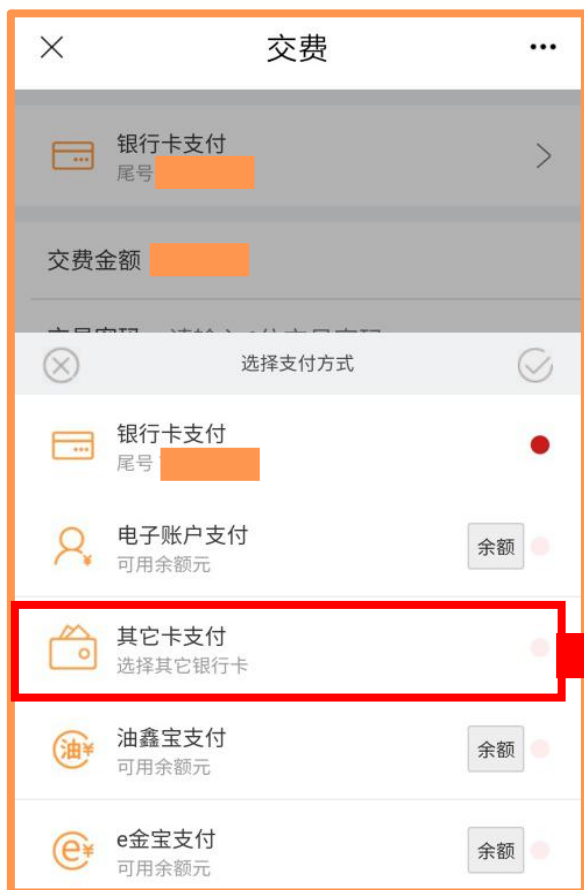 交费
银行卡支付
尾号
交费金额
选择支付方式
银行卡支付
尾号
电子账户支付
可用余额元
余额
其它卡支付
选择其它银行卡
油¥
油鑫宝支付
可用余额元
余额
e¥
e金宝支付
可用余额元
余额